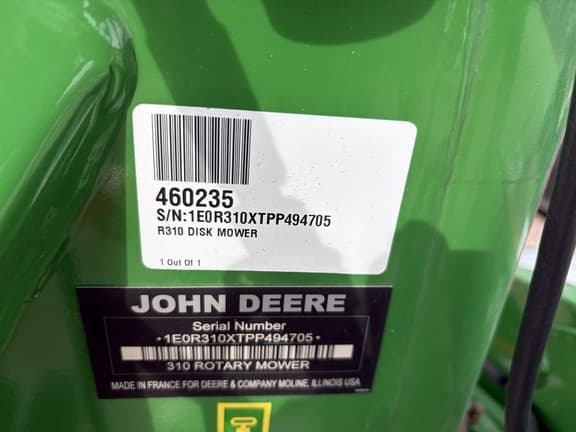 460235
S/N:1E0R310XTPP494705
R310 DISK MOWER
1 Out Of 1
JOHN DEERE
Serial Number
*1E0R310XTPP494705*
310 ROTARY MOWER
MADE IN FRANCE FOR DEERE & COMPANY MOLINE, ILLINOIS USA